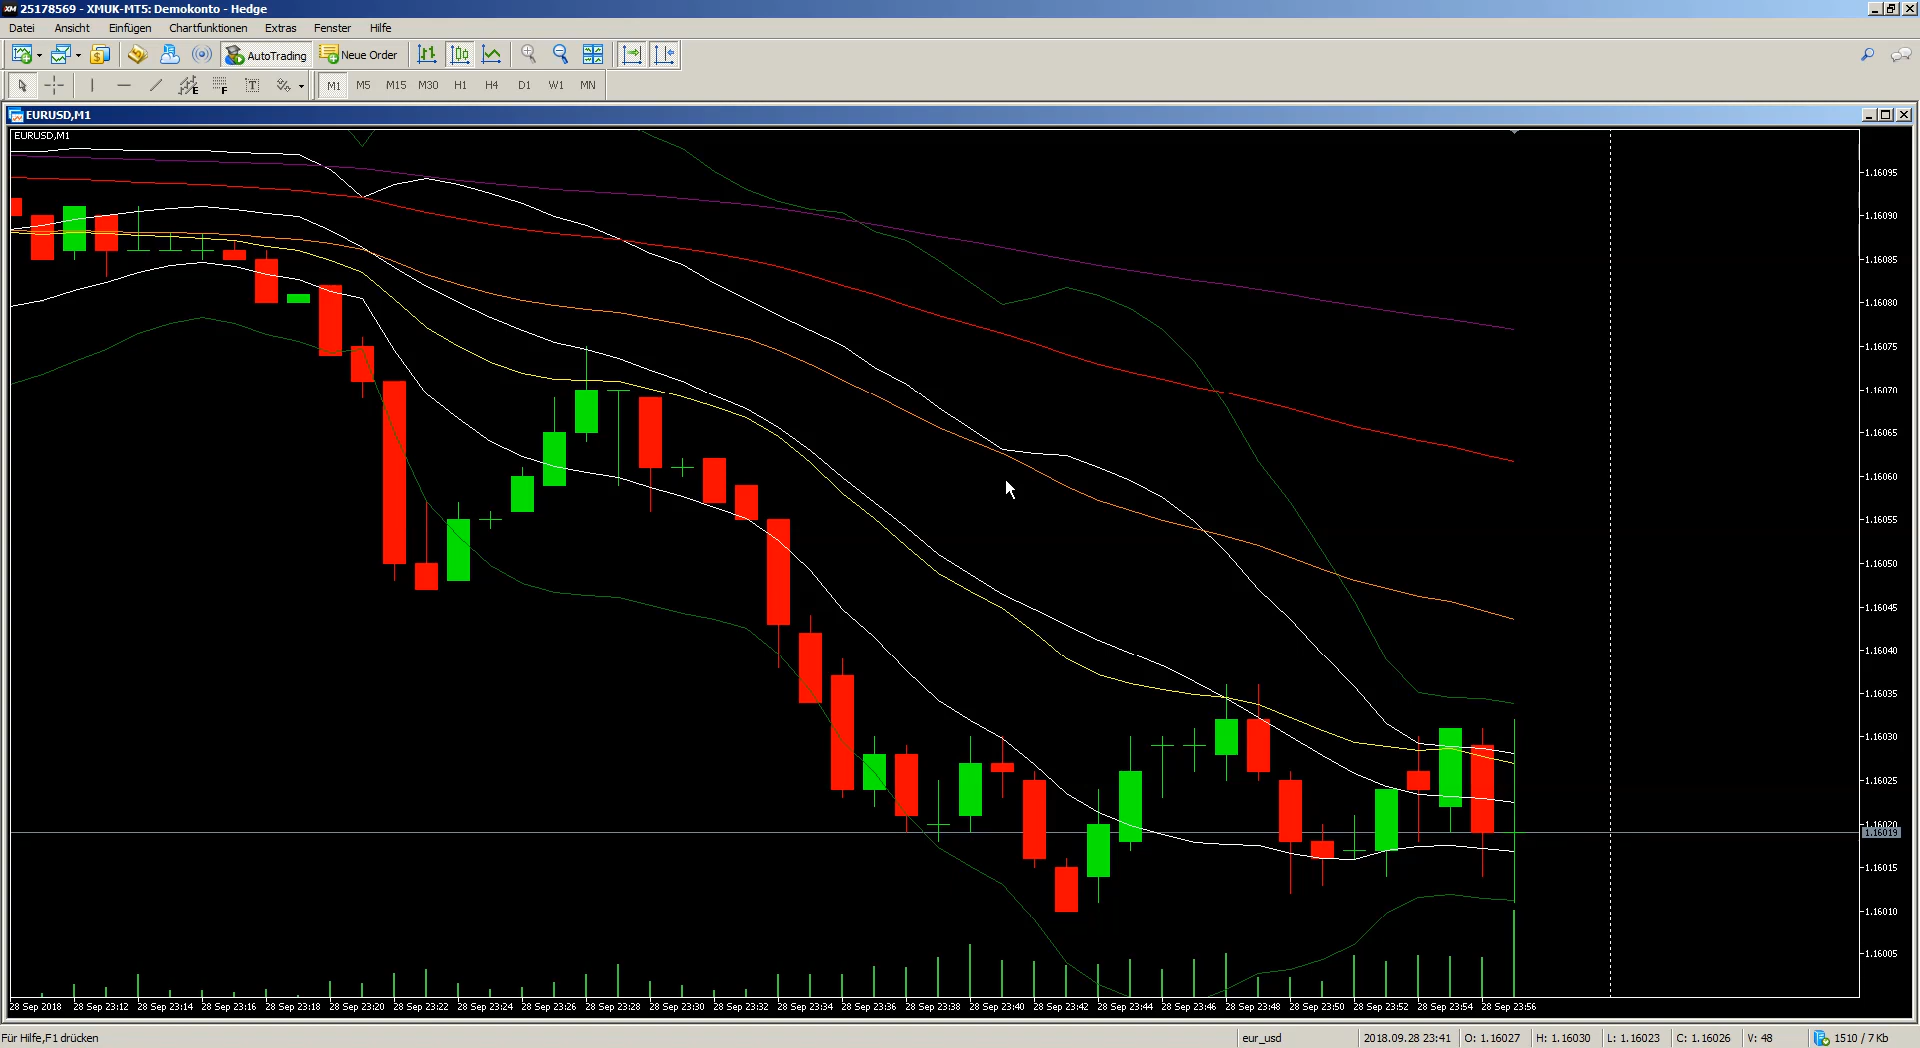 25178569 - XMUK-MT5: Demokonto - Hedge
Datei Ansicht Einfügen Chartfunktionen Extras Fenster Hilfe
AutoTrading Neue Order
M1 M5 M15 M30 H1 H4 D1 W1 MN
EURUSD,M1
EURUSD,M1
1.16095
1.16090
1.16085
1.16080
1.16075
1.16070
1.16065
1.16060
1.16055
1.16050
1.16045
1.16040
1.16035
1.16030
1.16025
1.16020
1.16019
1.16015
1.16010
1.16005
28 Sep 2018 28 Sep 23:12 28 Sep 23:14 28 Sep 23:16 28 Sep 23:18 28 Sep 23:20 28 Sep 23:22 28 Sep 23:24 28 Sep 23:26 28 Sep 23:28 28 Sep 23:30 28 Sep 23:32 28 Sep 23:34 28 Sep 23:36 28 Sep 23:38 28 Sep 23:40 28 Sep 23:42 28 Sep 23:44 28 Sep 23:46 28 Sep 23:48 28 Sep 23:50 28 Sep 23:52 28 Sep 23:54 28 Sep 23:56
Für Hilfe,F1 drücken eur_usd 2018.09.28 23:41 O: 1.16027 H: 1.16030 L: 1.16023 C: 1.16026 V: 48 1510 / 7 Kb